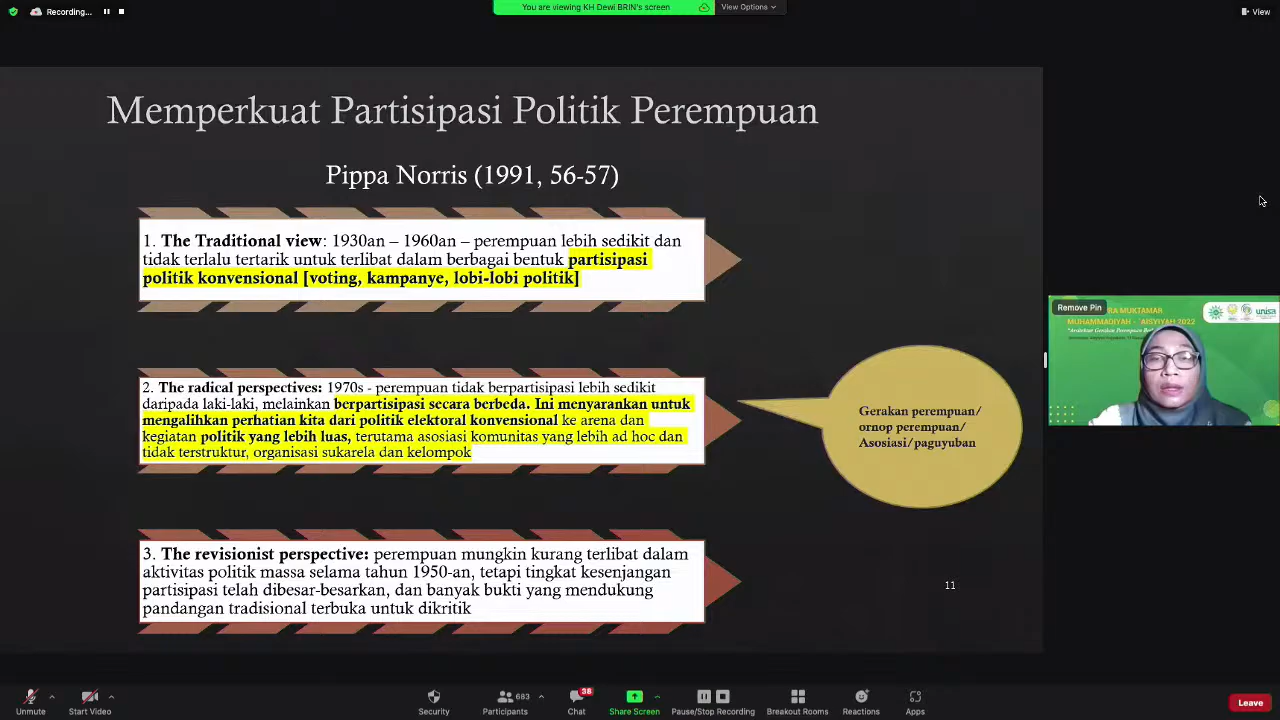 Recording...
You are viewing KH Dewi BRIN's screen
View Options
View
Memperkuat Partisipasi Politik Perempuan
Pippa Norris (1991, 56-57)
1. The Traditional view: 1930an – 1960an – perempuan lebih sedikit dan
tidak terlalu tertarik untuk terlibat dalam berbagai bentuk partisipasi
politik konvensional [voting, kampanye, lobi-lobi politik]
2. The radical perspectives: 1970s - perempuan tidak berpartisipasi lebih sedikit
daripada laki-laki, melainkan berpartisipasi secara berbeda. Ini menyarankan untuk
mengalihkan perhatian kita dari politik elektoral konvensional ke arena dan
kegiatan politik yang lebih luas, terutama asosiasi komunitas yang lebih ad hoc dan
tidak terstruktur, organisasi sukarela dan kelompok
Gerakan perempuan/
ornop perempuan/
Asosiasi/paguyuban
3. The revisionist perspective: perempuan mungkin kurang terlibat dalam
aktivitas politik massa selama tahun 1950-an, tetapi tingkat kesenjangan
partisipasi telah dibesar-besarkan, dan banyak bukti yang mendukung
pandangan tradisional terbuka untuk dikritik
11
Remove Pin
RA MUKTAMAR
MUHAMMADIYAH - 'AISYIYAH 2022
unisa
Unmute
Start Video
Security
683
Participants
38
Chat
Share Screen
Pause/Stop Recording
Breakout Rooms
Reactions
Apps
Leave